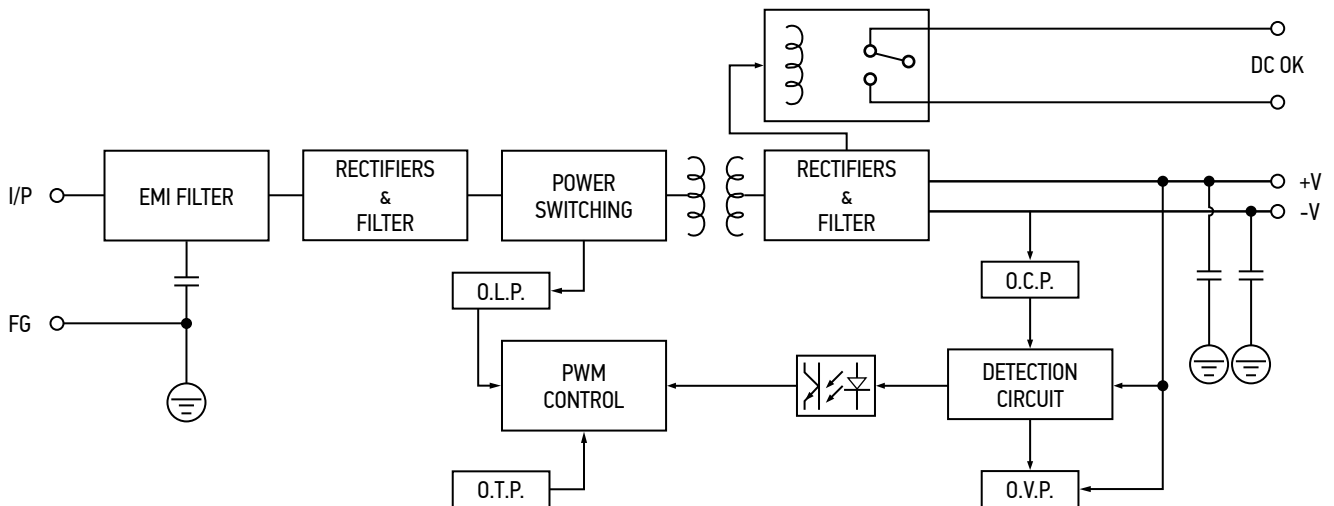 DC OK
I/P
EMI FILTER
RECTIFIERS
&
FILTER
POWER
SWITCHING
RECTIFIERS
&
FILTER
+V
-V
O.L.P.
O.C.P.
FG
PWM
CONTROL
DETECTION
CIRCUIT
O.T.P.
O.V.P.